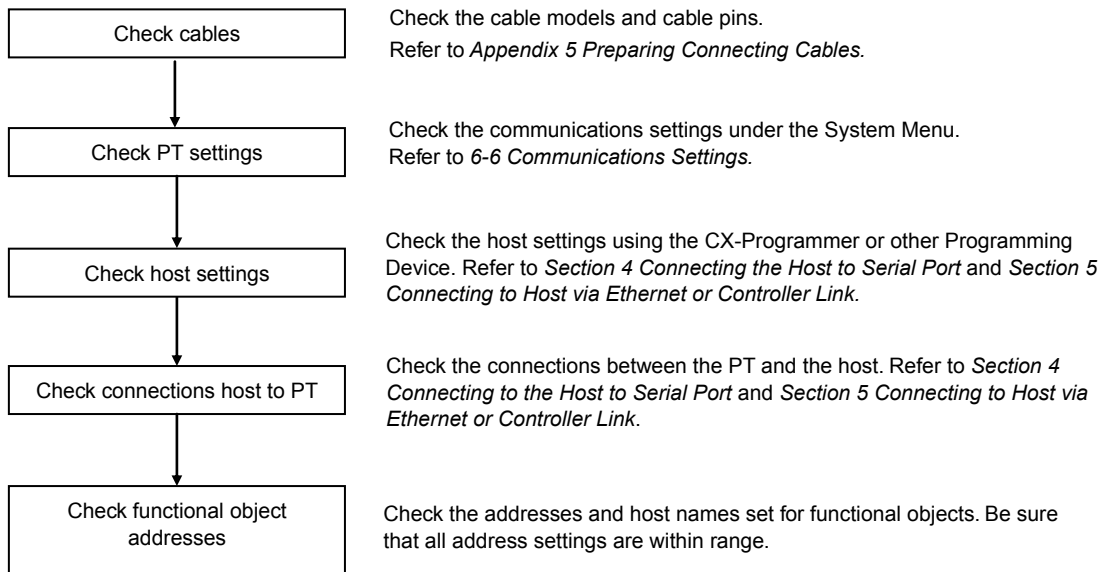 Check cables
Check the cable models and cable pins.
Refer to Appendix 5 Preparing Connecting Cables.
Check PT settings
Check the communications settings under the System Menu.
Refer to 6-6 Communications Settings.
Check host settings
Check the host settings using the CX-Programmer or other Programming
Device. Refer to Section 4 Connecting the Host to Serial Port and Section 5
Connecting to Host via Ethernet or Controller Link.
Check connections host to PT
Check the connections between the PT and the host. Refer to Section 4
Connecting to the Host to Serial Port and Section 5 Connecting to Host via
Ethernet or Controller Link.
Check functional object
addresses
Check the addresses and host names set for functional objects. Be sure
that all address settings are within range.